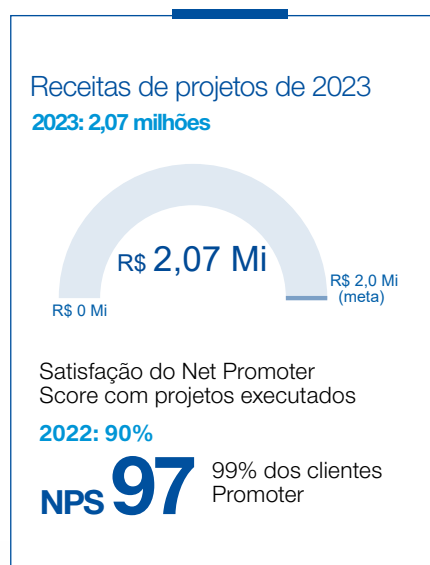 Receitas de projetos de 2023
2023: 2,07 milhões
R$ 2,07 Mi
R$ 0 Mi
R$ 2,0 Mi
(meta)
Satisfação do Net Promoter
Score com projetos executados
2022: 90%
NPS 97
99% dos clientes
Promoter